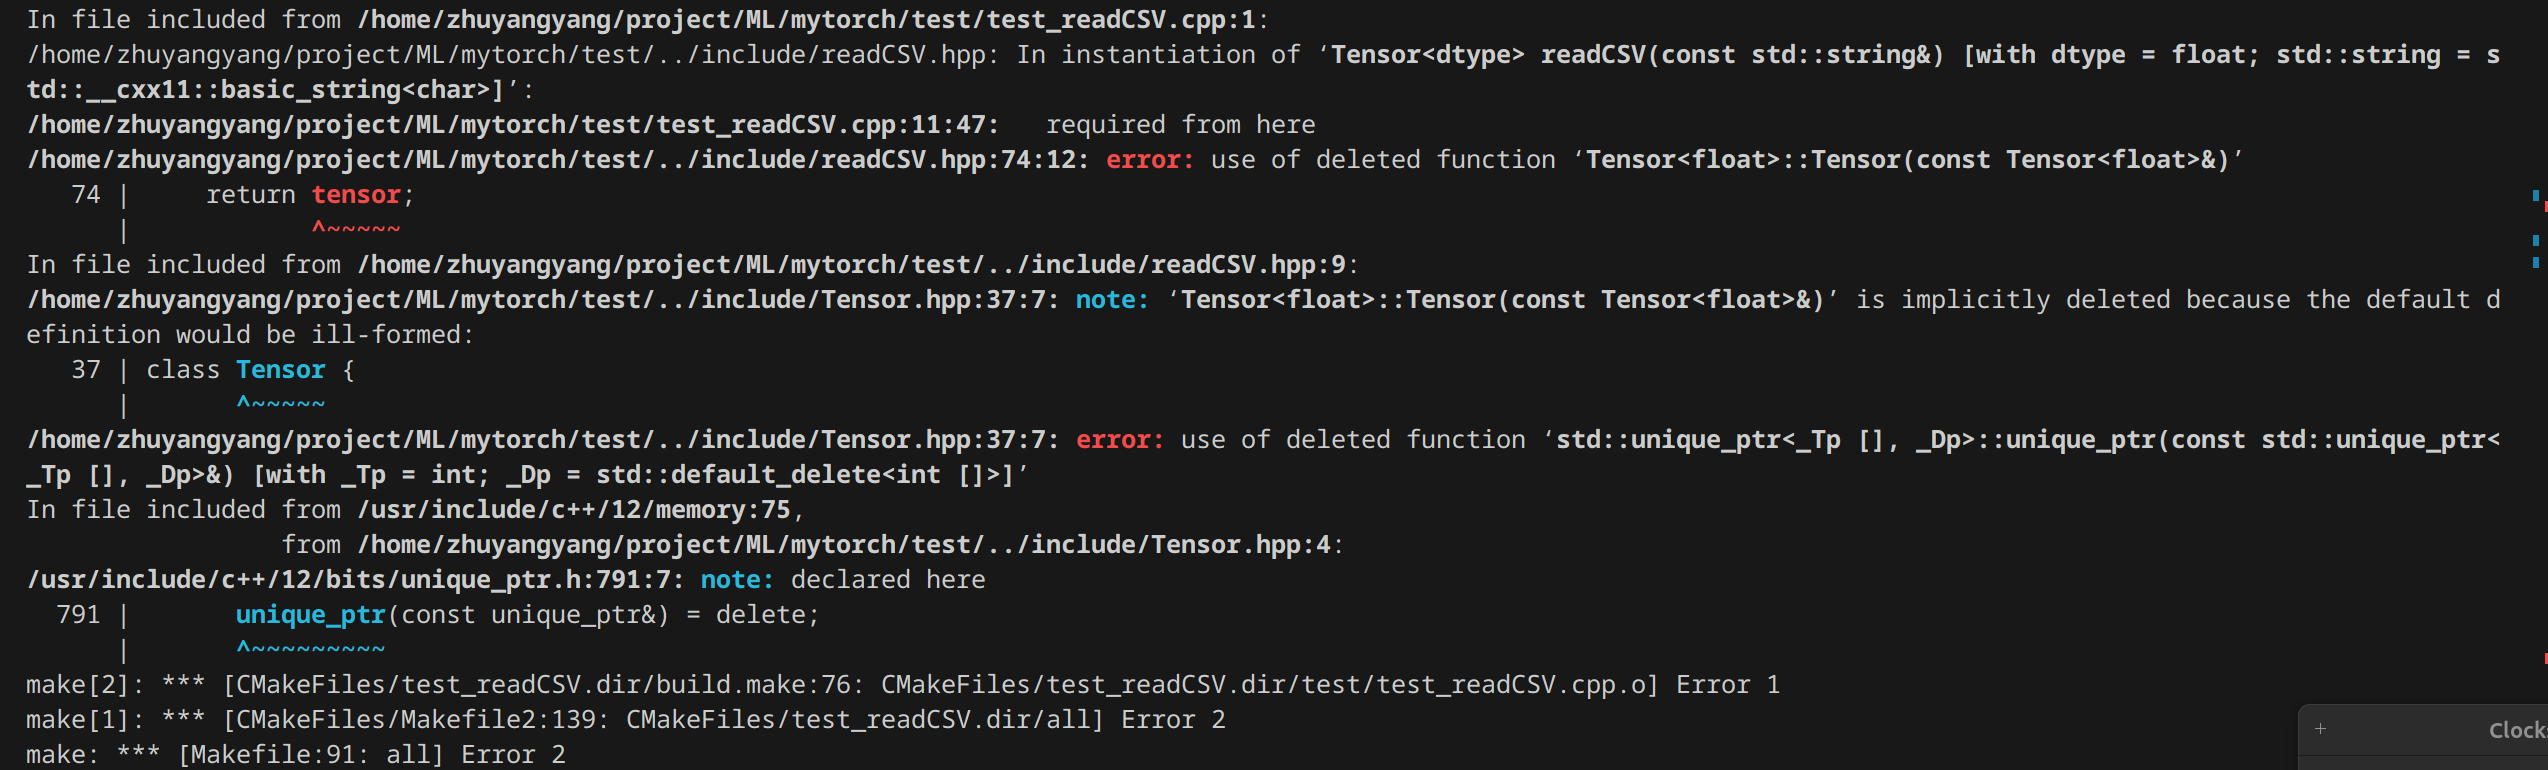 In file included from /home/zhuyangyang/project/ML/mytorch/test/test_readCSV.cpp:1:
/home/zhuyangyang/project/ML/mytorch/test/../include/readCSV.hpp: In instantiation of ‘Tensor<dtype> readCSV(const std::string&) [with dtype = float; std::string = s
td::__cxx11::basic_string<char>]’:
/home/zhuyangyang/project/ML/mytorch/test/test_readCSV.cpp:11:47:   required from here
/home/zhuyangyang/project/ML/mytorch/test/../include/readCSV.hpp:74:12: error: use of deleted function ‘Tensor<float>::Tensor(const Tensor<float>&)’
   74 |     return tensor;
      |            ^~~~~~
In file included from /home/zhuyangyang/project/ML/mytorch/test/../include/readCSV.hpp:9:
/home/zhuyangyang/project/ML/mytorch/test/../include/Tensor.hpp:37:7: note: ‘Tensor<float>::Tensor(const Tensor<float>&)’ is implicitly deleted because the default d
efinition would be ill-formed:
   37 | class Tensor {
      |       ^~~~~~
/home/zhuyangyang/project/ML/mytorch/test/../include/Tensor.hpp:37:7: error: use of deleted function ‘std::unique_ptr<_Tp [], _Dp>::unique_ptr(const std::unique_ptr<
_Tp [], _Dp>&) [with _Tp = int; _Dp = std::default_delete<int []>]’
In file included from /usr/include/c++/12/memory:75,
                 from /home/zhuyangyang/project/ML/mytorch/test/../include/Tensor.hpp:4:
/usr/include/c++/12/bits/unique_ptr.h:791:7: note: declared here
  791 |       unique_ptr(const unique_ptr&) = delete;
      |       ^~~~~~~~~~
make[2]: *** [CMakeFiles/test_readCSV.dir/build.make:76: CMakeFiles/test_readCSV.dir/test/test_readCSV.cpp.o] Error 1
make[1]: *** [CMakeFiles/Makefile2:139: CMakeFiles/test_readCSV.dir/all] Error 2
make: *** [Makefile:91: all] Error 2
+ Clock